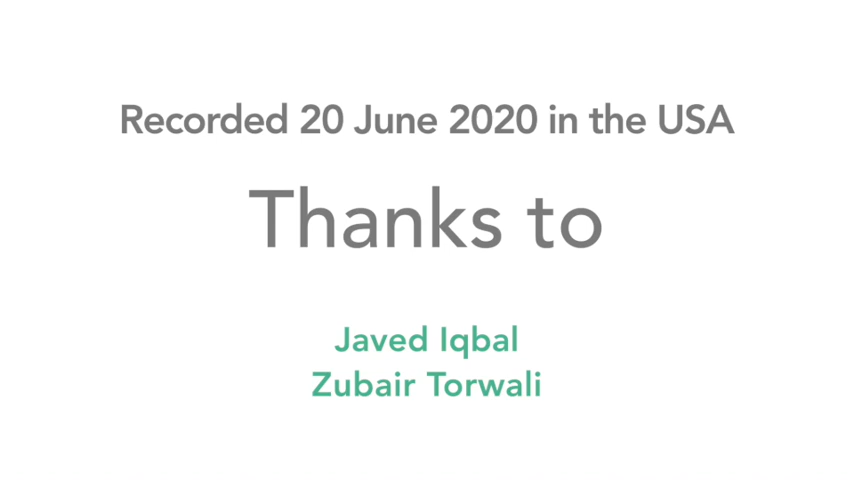 Recorded 20 June 2020 in the USA
Thanks to
Javed Iqbal
Zubair Torwali